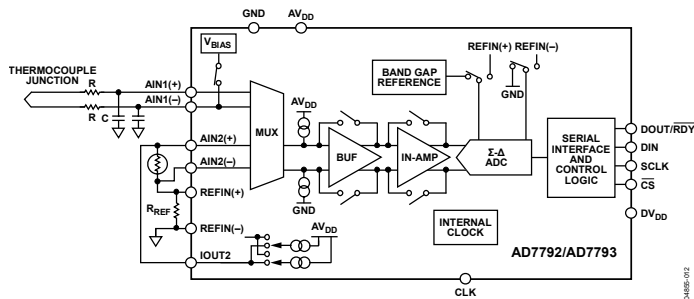 GND AVDD
VBIAS
REFIN(+) REFIN(–)
THERMOCOUPLE
JUNCTION
R
AIN1(+)
BAND GAP
REFERENCE
AIN1(–)
AVDD
GND
R
C
MUX
DOUT/RDY
AIN2(+)
SERIAL
INTERFACE
AND
CONTROL
LOGIC
DIN
BUF
IN-AMP
Σ-Δ
ADC
SCLK
AIN2(–)
CS
REFIN(+)
GND
DVDD
RREF
INTERNAL
CLOCK
REFIN(–)
AVDD
IOUT2
AD7792/AD7793
CLK
04855-012